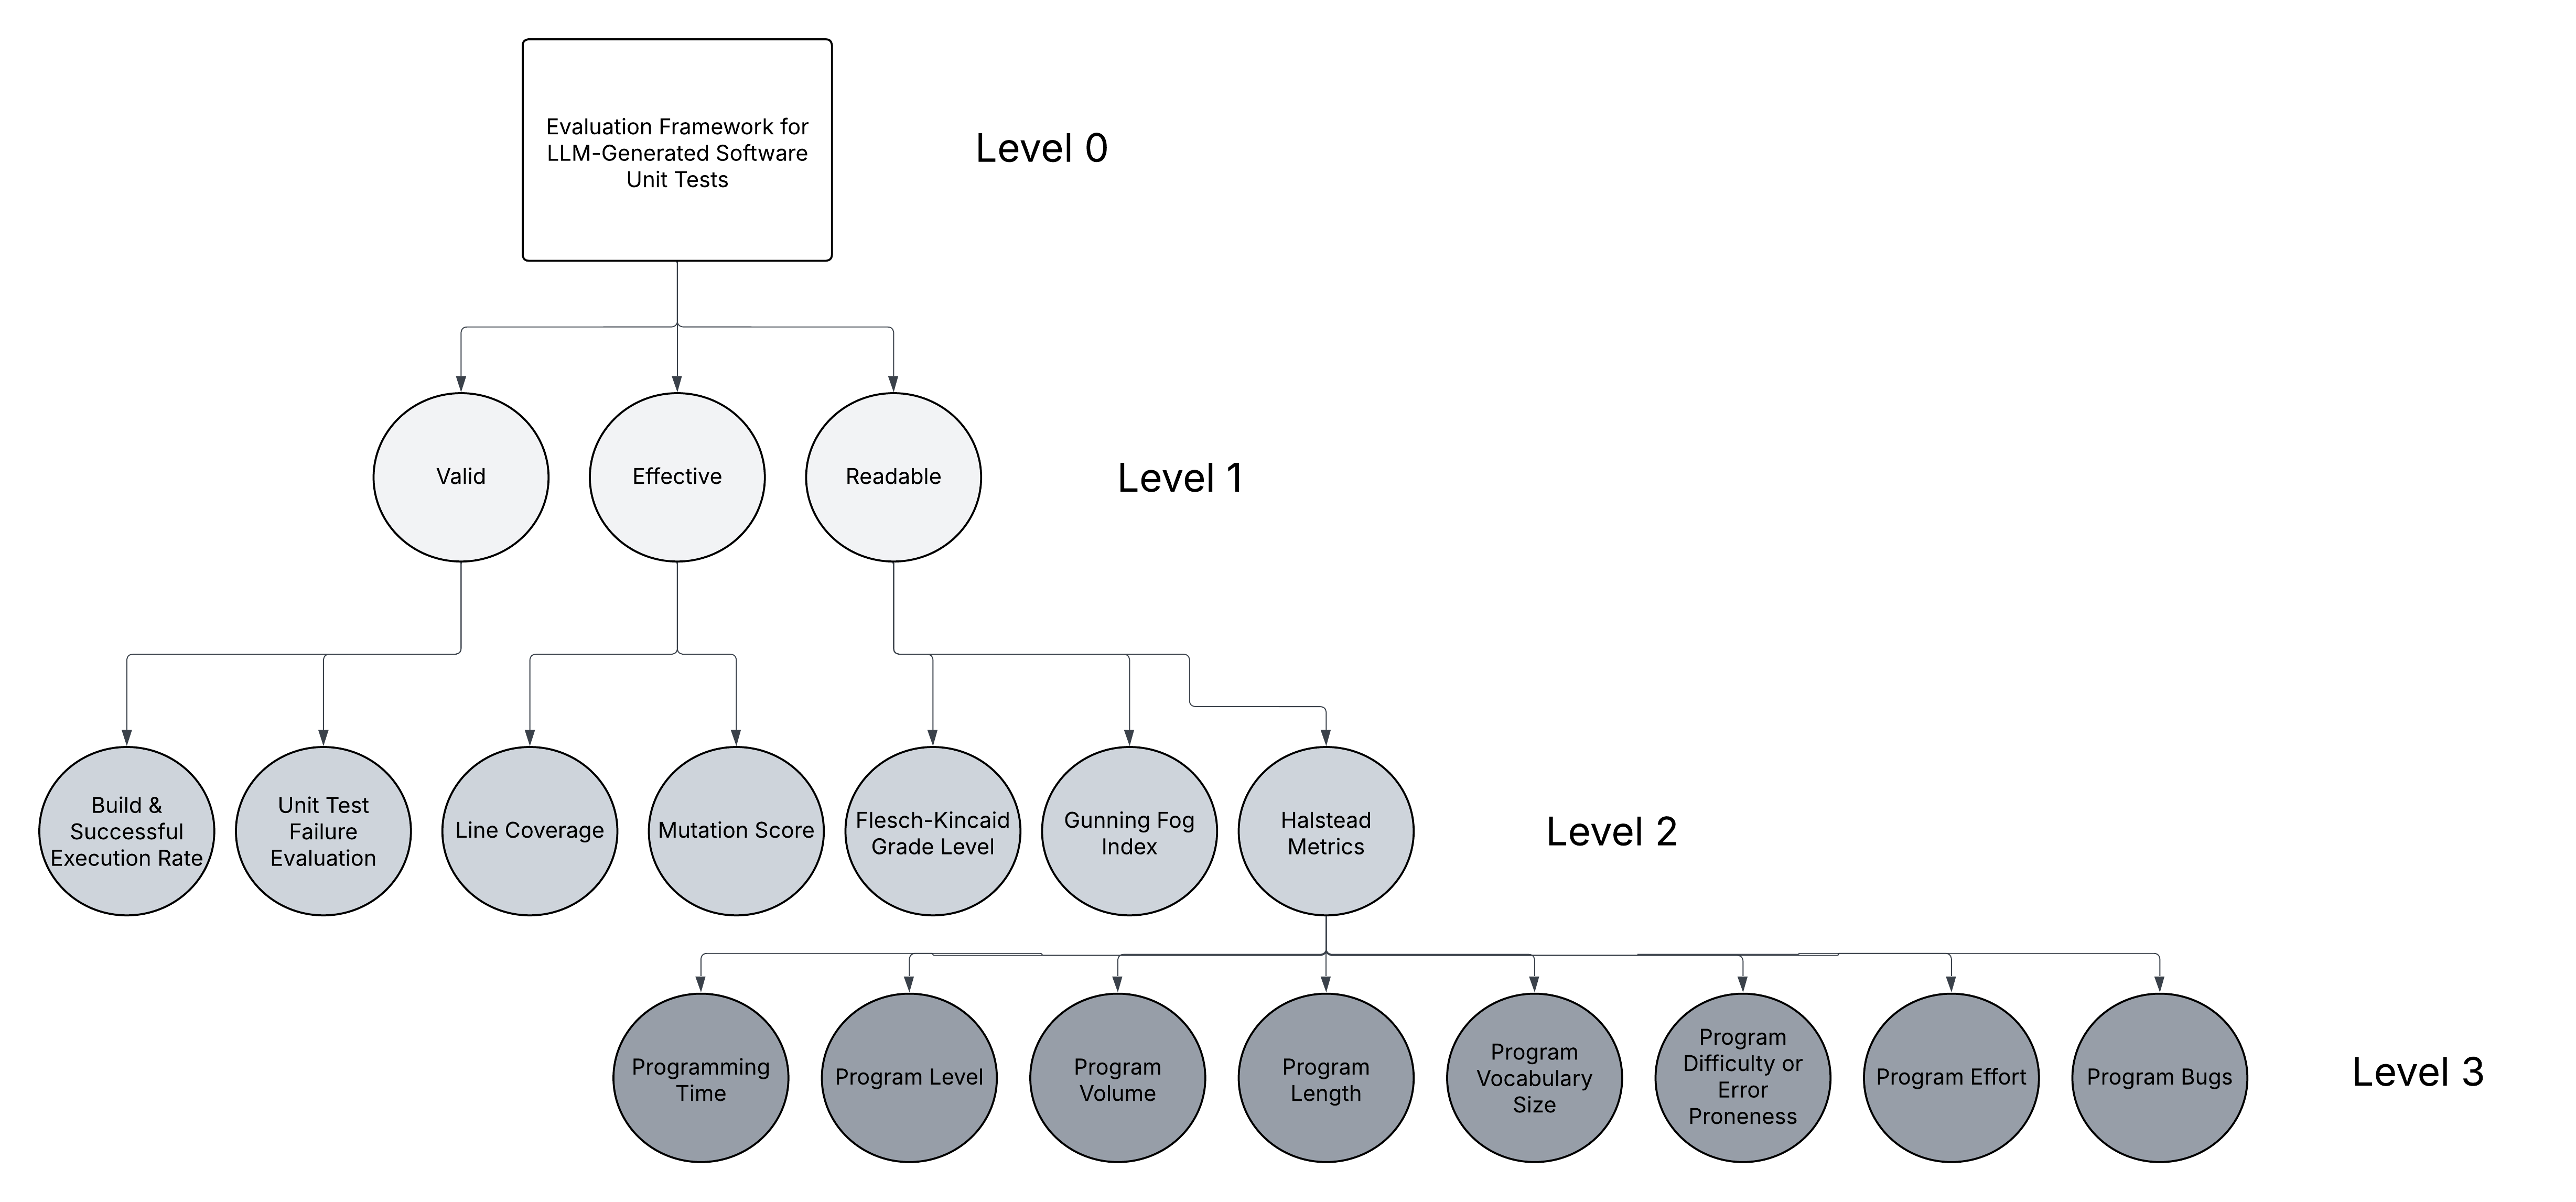 Evaluation Framework for
LLM-Generated Software
Unit Tests
Level 0
Valid
Effective
Readable
Level 1
Build &
Successful
Execution Rate
Unit Test
Failure
Evaluation
Line Coverage
Mutation Score
Flesch-Kincaid
Grade Level
Gunning Fog
Index
Halstead
Metrics
Level 2
Programming
Time
Program Level
Program
Volume
Program
Length
Program
Vocabulary
Size
Program
Difficulty or
Error
Proneness
Program Effort
Program Bugs
Level 3